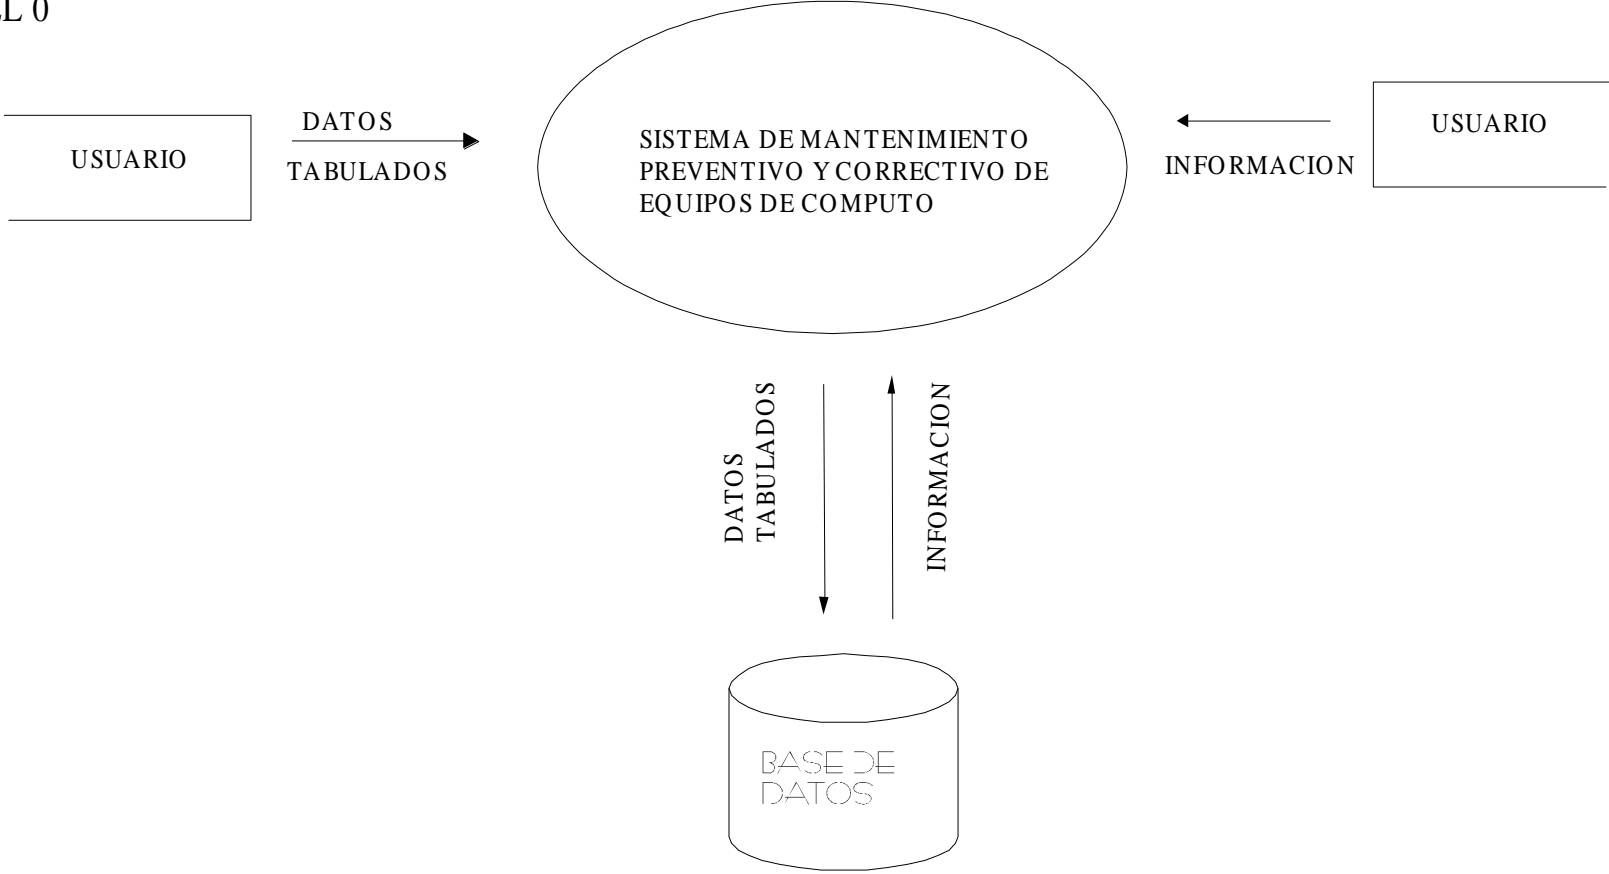 L 0
DATOS
TABULADOS
USUARIO
SISTEMA DE MANTENIMIENTO
PREVENTIVO Y CORRECTIVO DE
EQUIPOS DE COMPUTO
INFORMACION
USUARIO
DATOS
TABULADOS
INFORMACION
BASE DE
DATOS